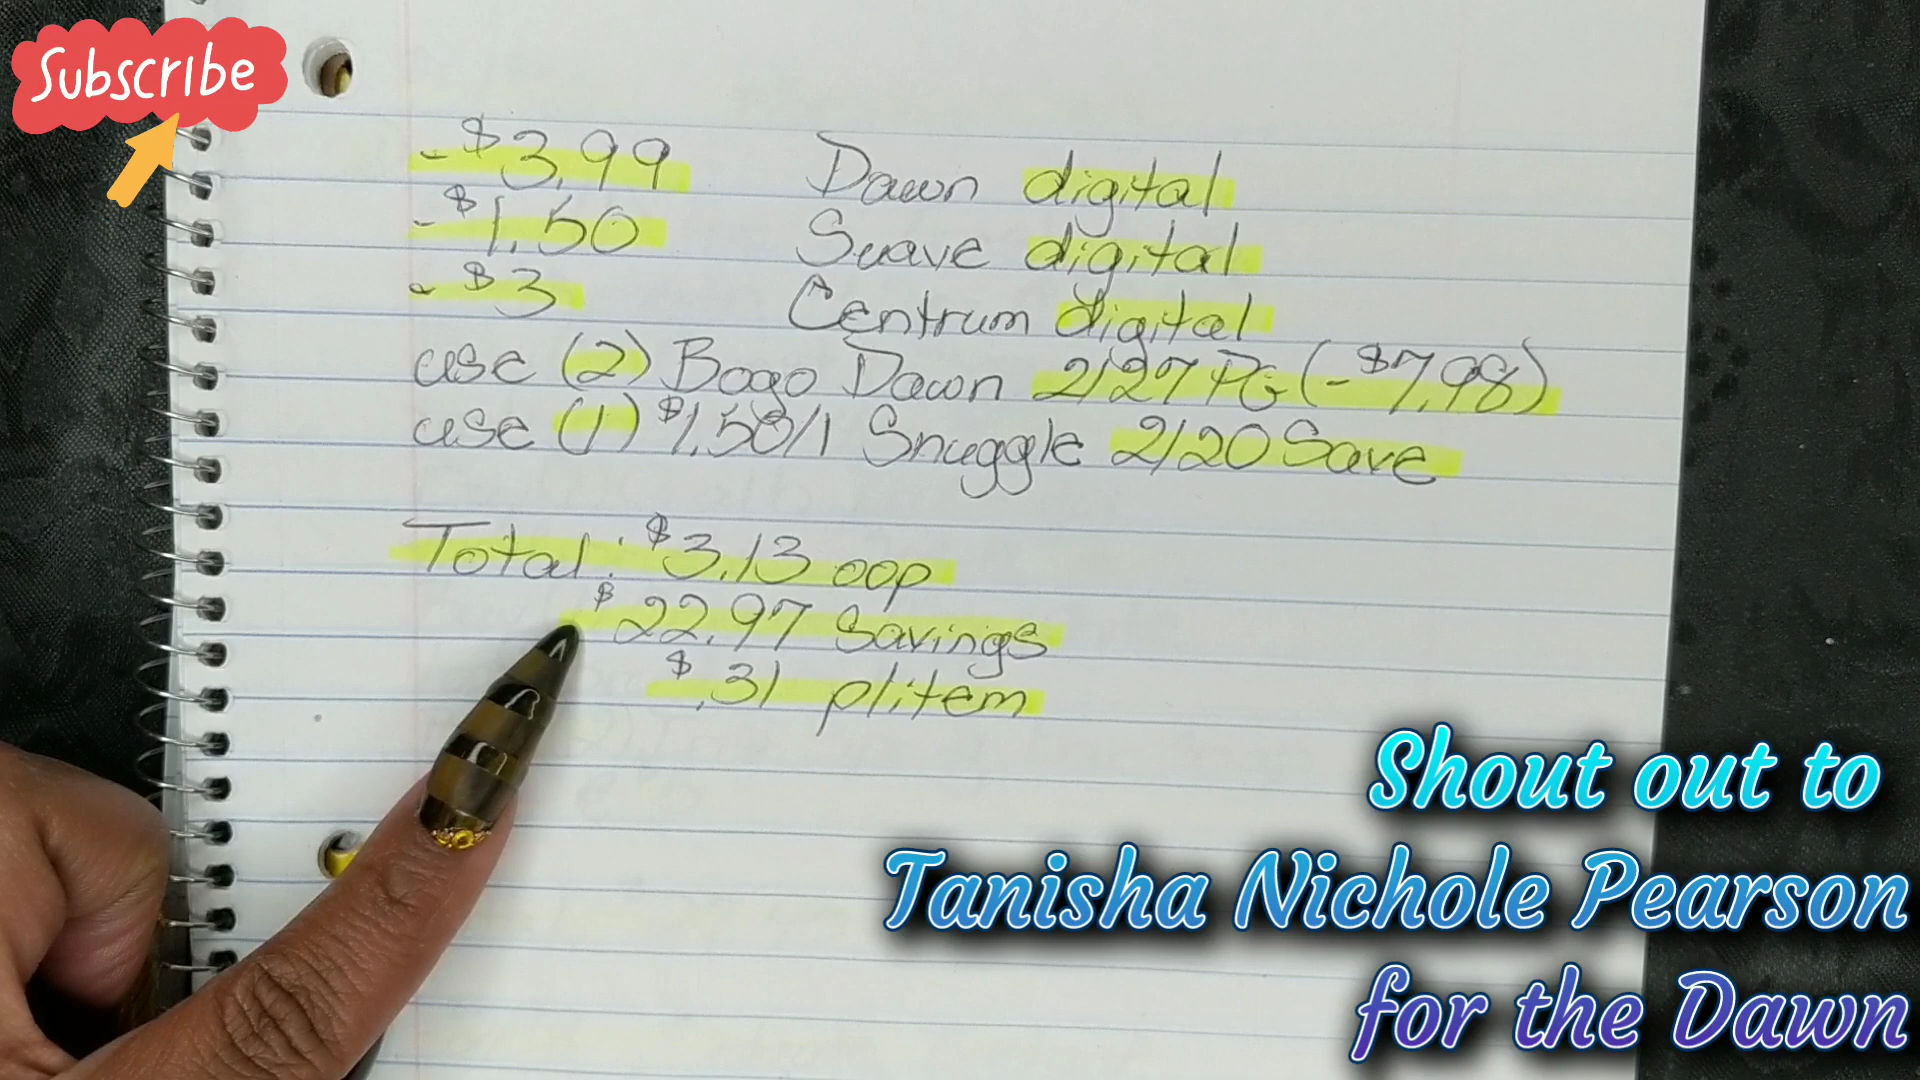 Subscribe
-$3.99 Dawn digital
-$1.50 Suave digital
-$3 Centrum digital
use (2) Bogo Dawn 2/27 PG (-$7.98)
use (1) $1.50/1 Snuggle 2/20 Save
Total: $3.13 oop
$22.97 Savings
$.31 p/item
Shout out to
Tanisha Nichole Pearson
for the Dawn